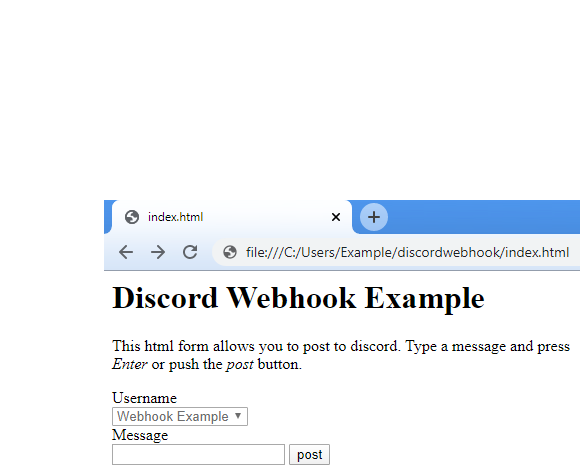 index.html
file:///C:/Users/Example/discordwebhook/index.html
Discord Webhook Example
This html form allows you to post to discord. Type a message and press
Enter or push the post button.
Username
Webhook Example
Message
post